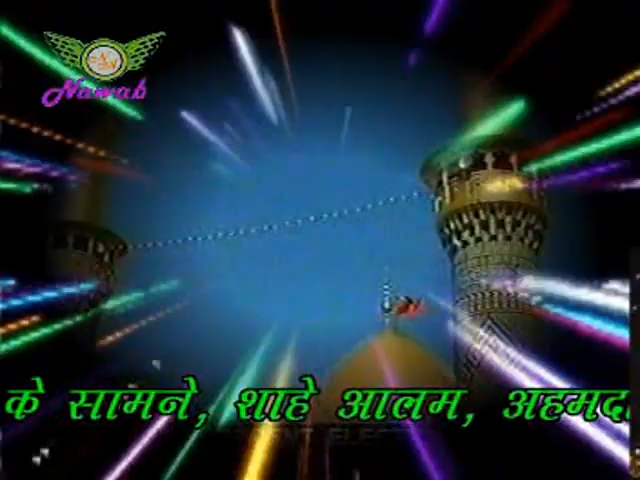 Nawab
के सामने, शाहे आलम, अहमदा